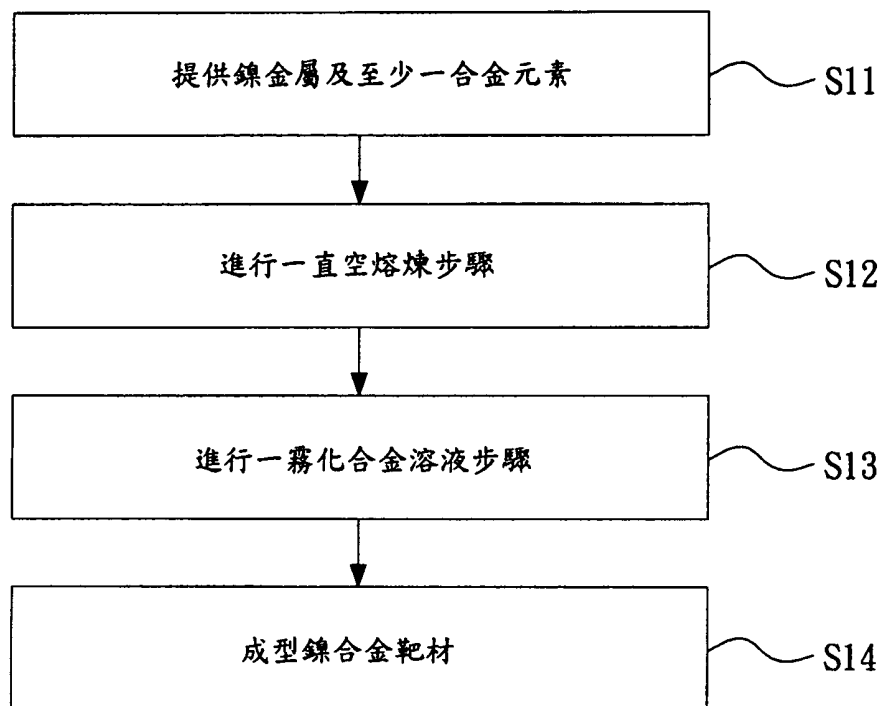 提供鎳金屬及至少一合金元素
S11
進行一直空熔煉步驟
S12
進行一霧化合金溶液步驟
S13
成型鎳合金靶材
S14